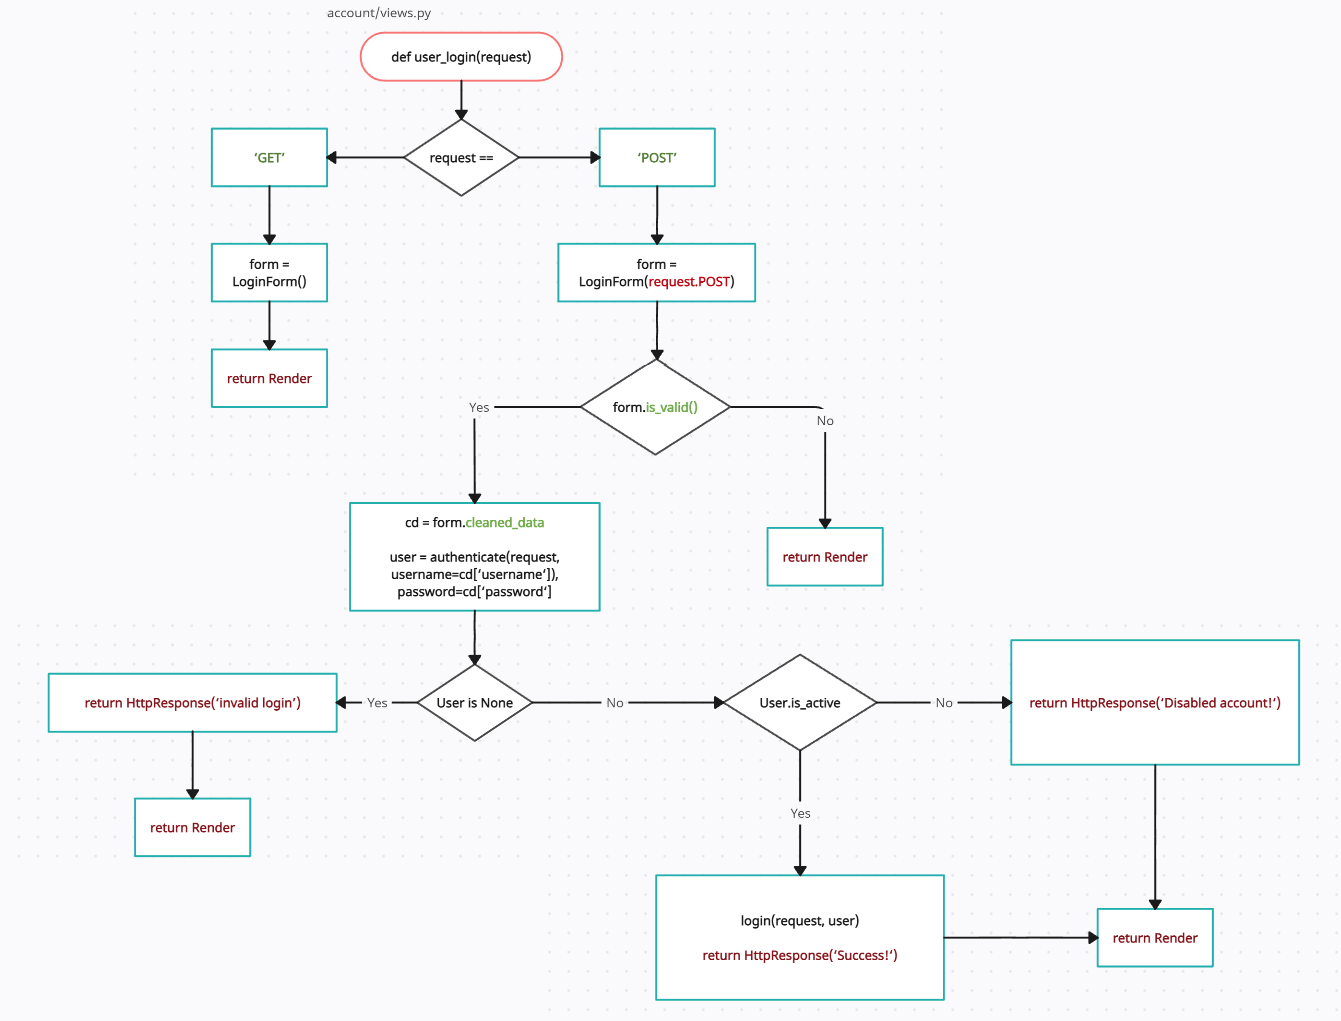 account/views.py
def user_login(request)
‘GET’
request ==
‘POST’
form =
LoginForm()
form =
LoginForm(request.POST)
return Render
Yes
form.is_valid()
No
cd = form.cleaned_data
user = authenticate(request,
username=cd[‘username‘]),
password=cd[‘password‘]
return Render
return HttpResponse(‘invalid login’)
Yes
User is None
No
User.is_active
No
return HttpResponse(‘Disabled account!‘)
Yes
return Render
login(request, user)
return HttpResponse(‘Success!‘)
return Render